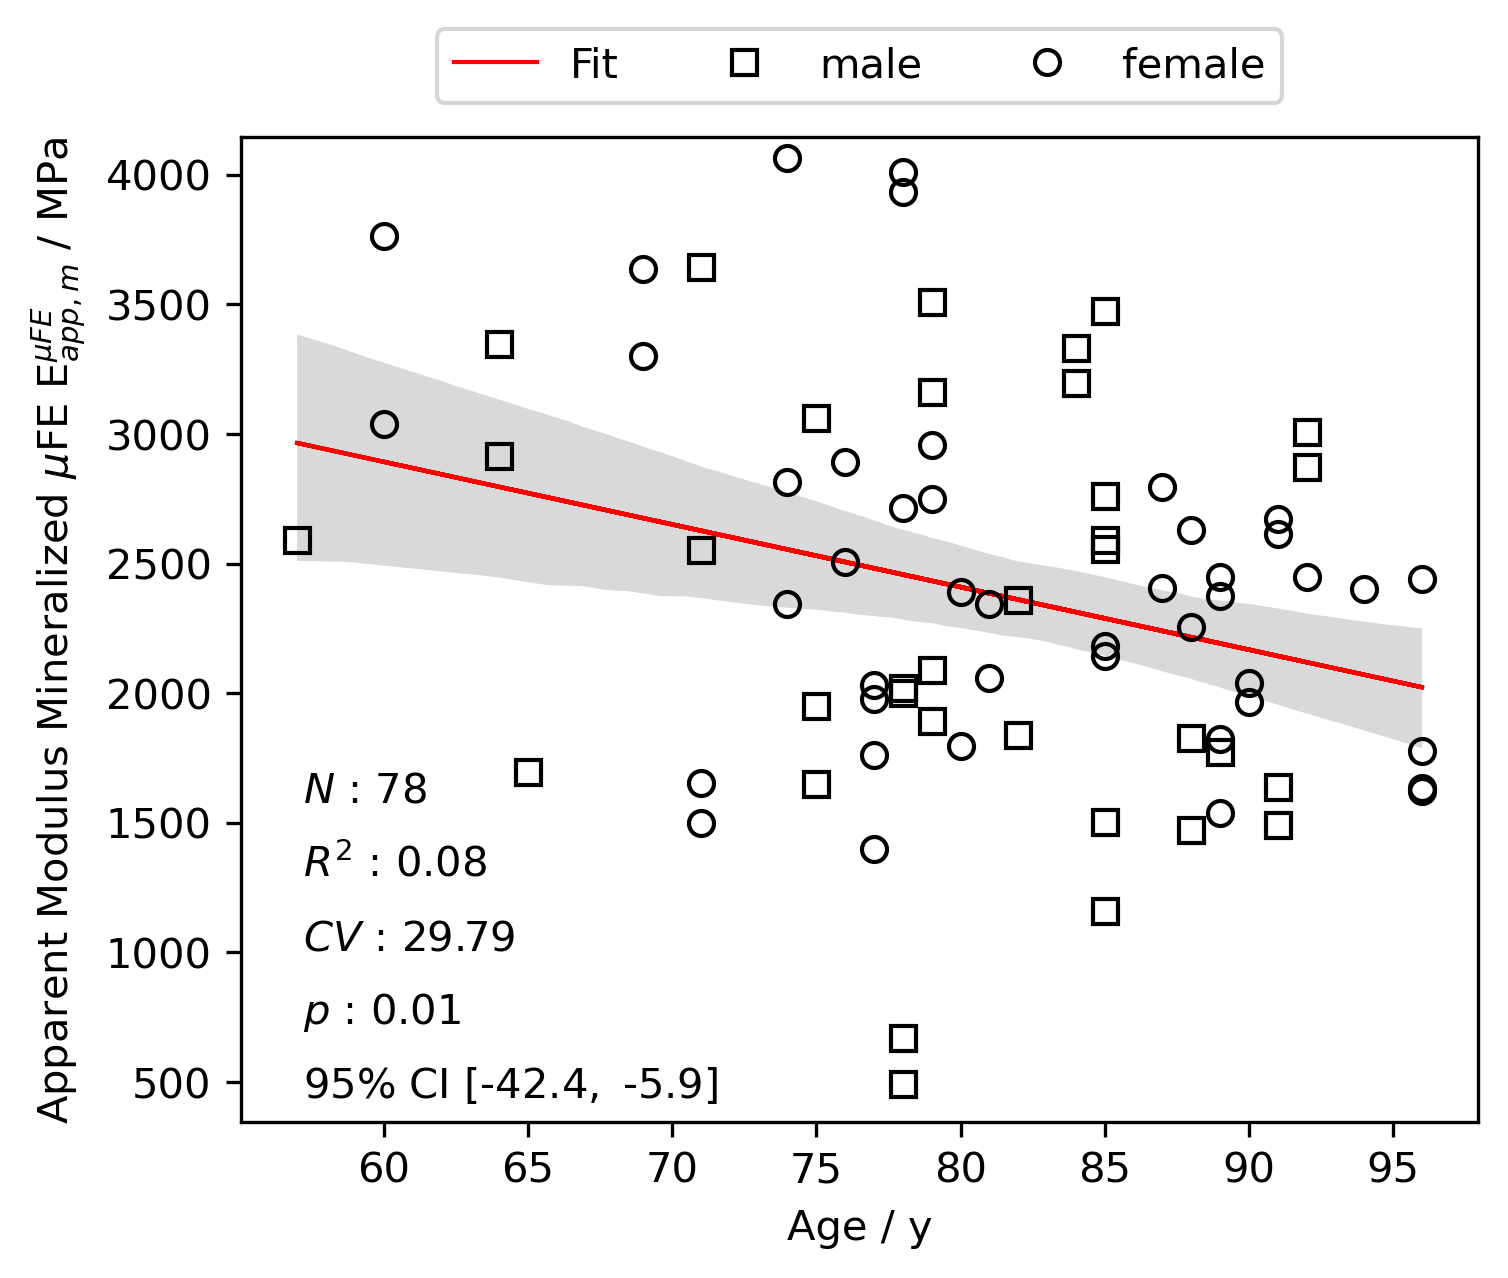 Fit male female
Apparent Modulus Mineralized μFE E^{μFE}_{app, m} / MPa
4000
3500
3000
2500
2000
1500
1000
500
N : 78
R² : 0.08
CV : 29.79
p : 0.01
95% CI [-42.4, -5.9]
60 65 70 75 80 85 90 95
Age / y